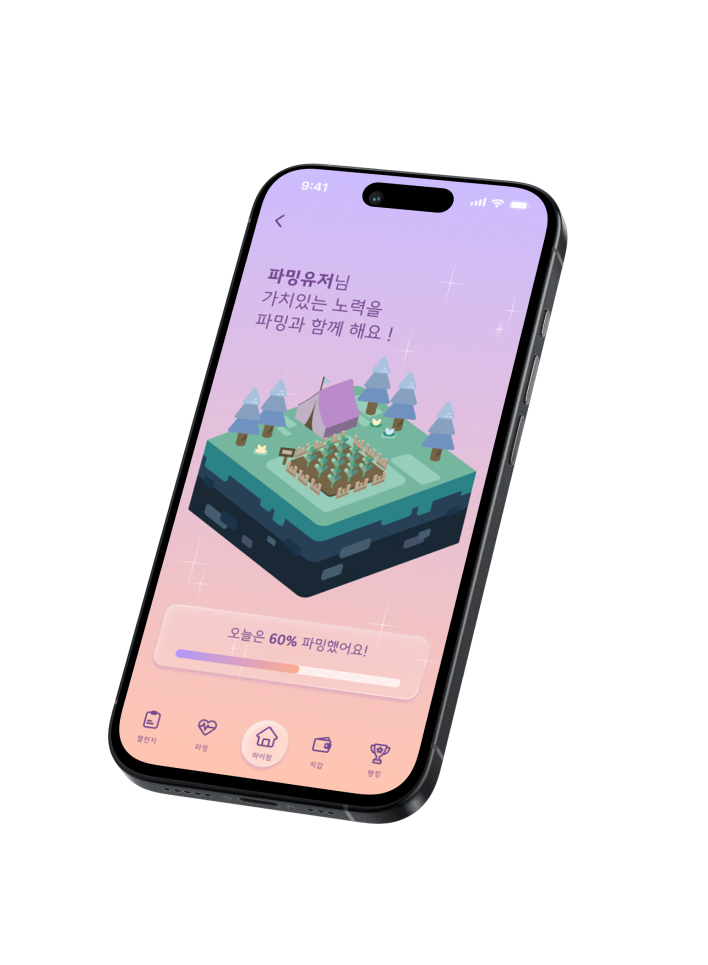 9:41
파밍유저님
가치있는 노력을
파밍과 함께 해요 !
오늘은 60% 파밍했어요!
챌린지
파밍
마이팜
지갑
랭킹